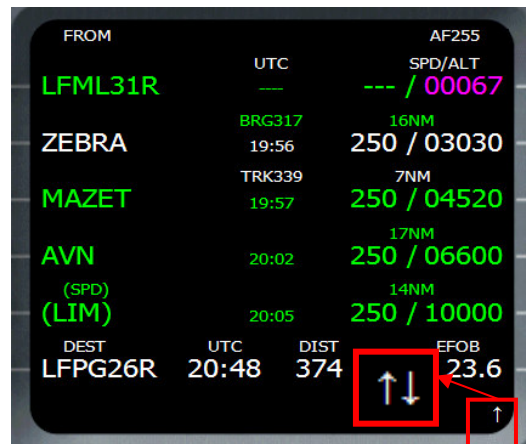 FROM AF255
UTC SPD/ALT
LFML31R ---- --- / 00067
BRG317 16NM
ZEBRA 19:56 250 / 03030
TRK339 7NM
MAZET 19:57 250 / 04520
17NM
AVN 20:02 250 / 06600
(SPD) 14NM
(LIM) 20:05 250 / 10000
DEST UTC DIST EFOB
LFPG26R 20:48 374 23.6
↑↓
↑